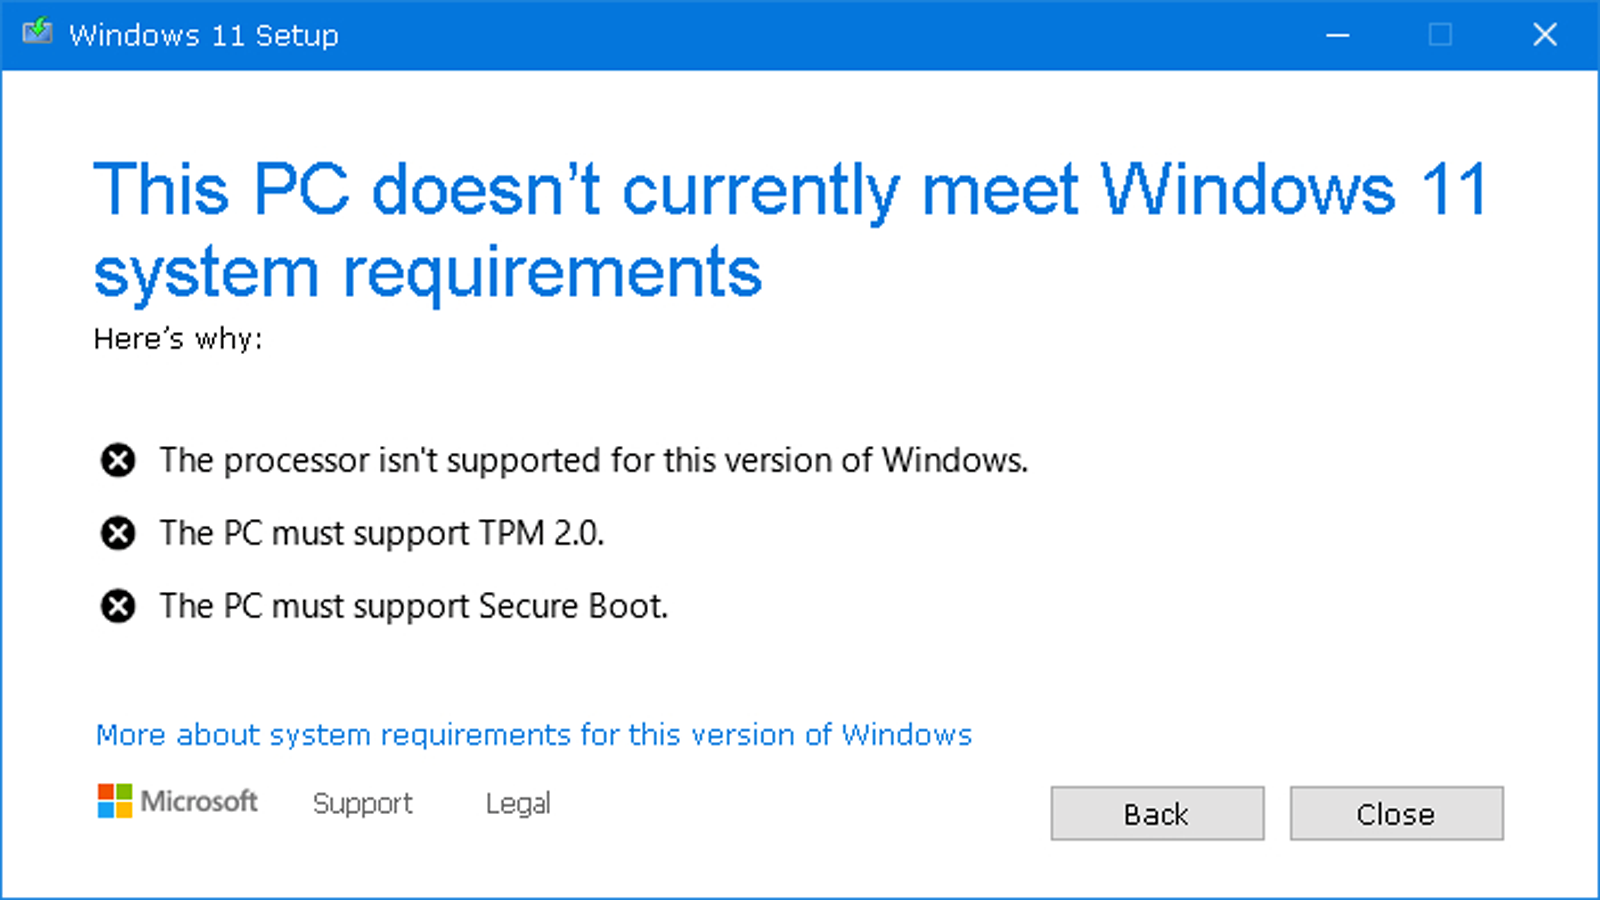 Windows 11 Setup
This PC doesn’t currently meet Windows 11
system requirements
Here’s why:
The processor isn't supported for this version of Windows.
The PC must support TPM 2.0.
The PC must support Secure Boot.
More about system requirements for this version of Windows
Microsoft Support Legal
Back Close